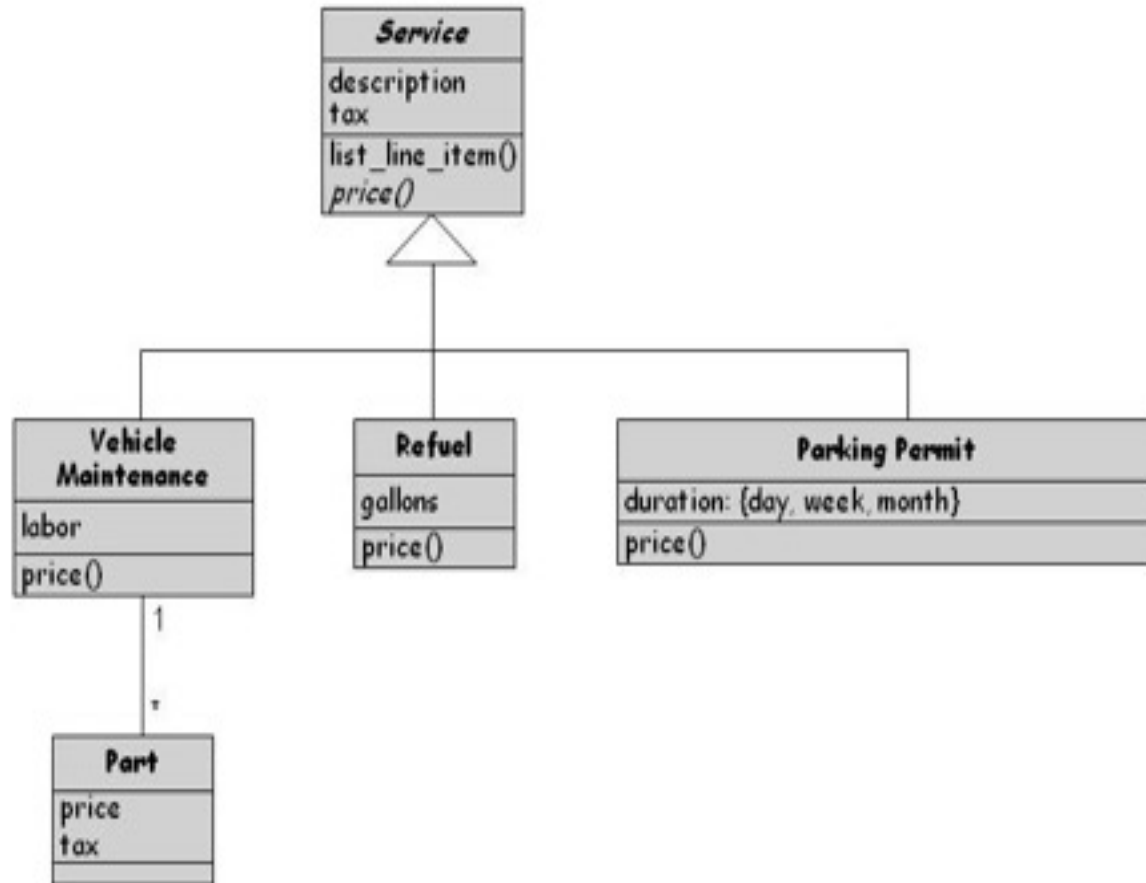 Service
description
tax
list_line_item()
price()
Vehicle
Maintenance
labor
price()
Refuel
gallons
price()
Parking Permit
duration: {day, week, month}
price()
1
*
Part
price
tax